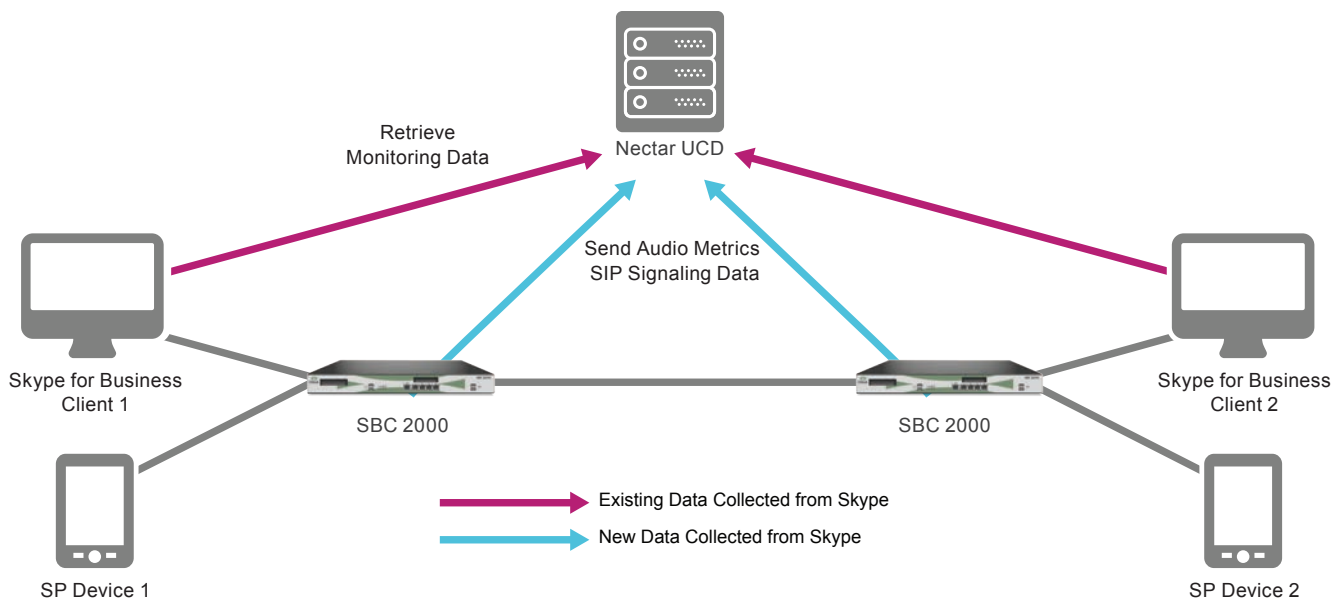 Nectar UCD
Retrieve
Monitoring Data
Send Audio Metrics
SIP Signaling Data
Skype for Business
Client 1
SBC 2000
SBC 2000
Skype for Business
Client 2
SP Device 1
Existing Data Collected from Skype
New Data Collected from Skype
SP Device 2